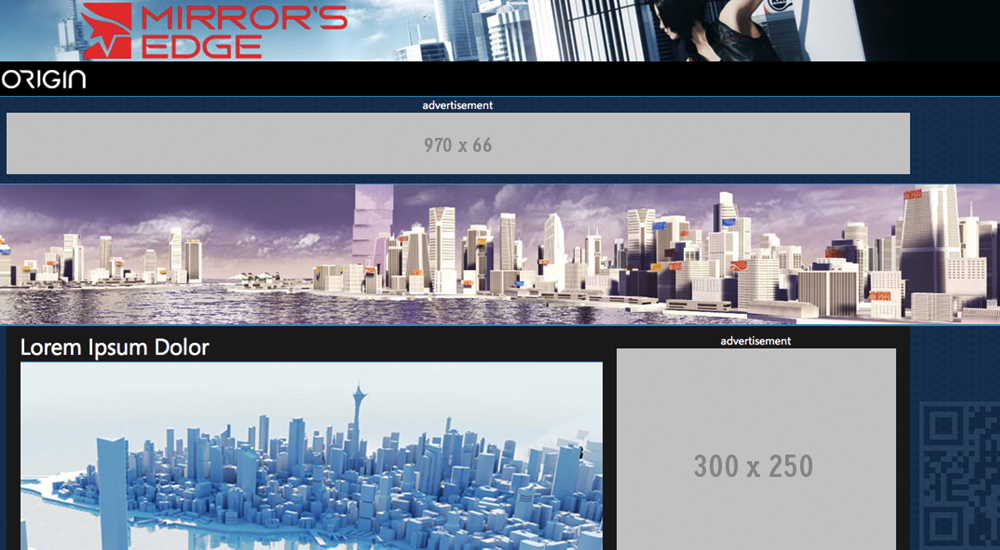 MIRROR'S
EDGE
ORIGIN
advertisement
970 x 66
Lorem Ipsum Dolor
advertisement
300 x 250